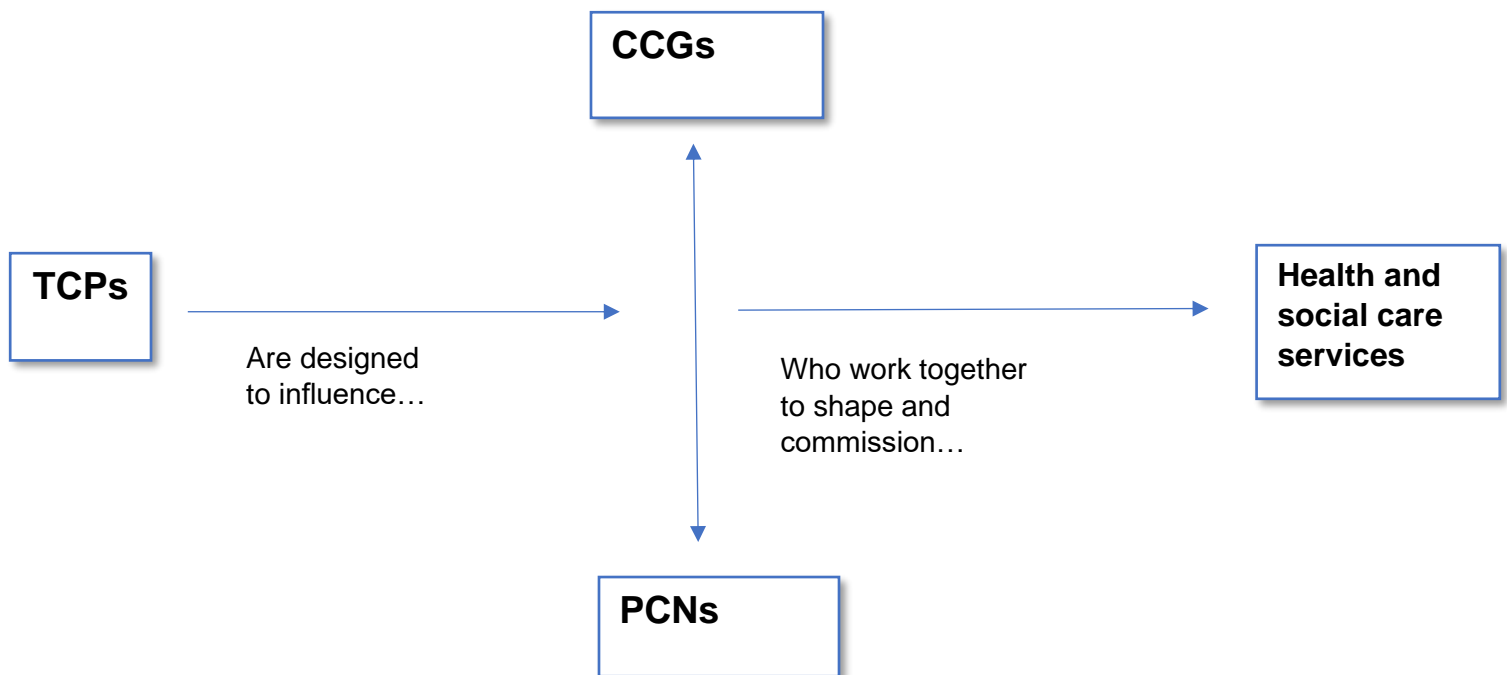 CCGs
TCPs
Are designed
to influence…
Who work together
to shape and
commission…
Health and
social care
services
PCNs